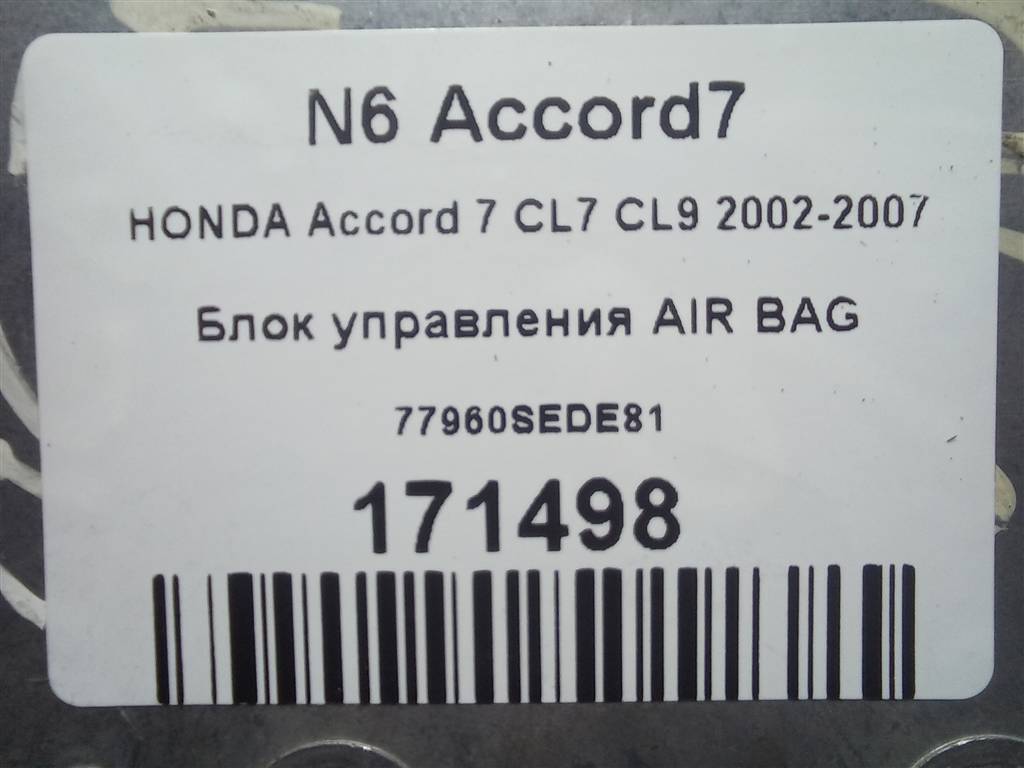 N6 Accord7
HONDA Accord 7 CL7 CL9 2002-2007
Блок управления AIR BAG
77960SEDE81
171498